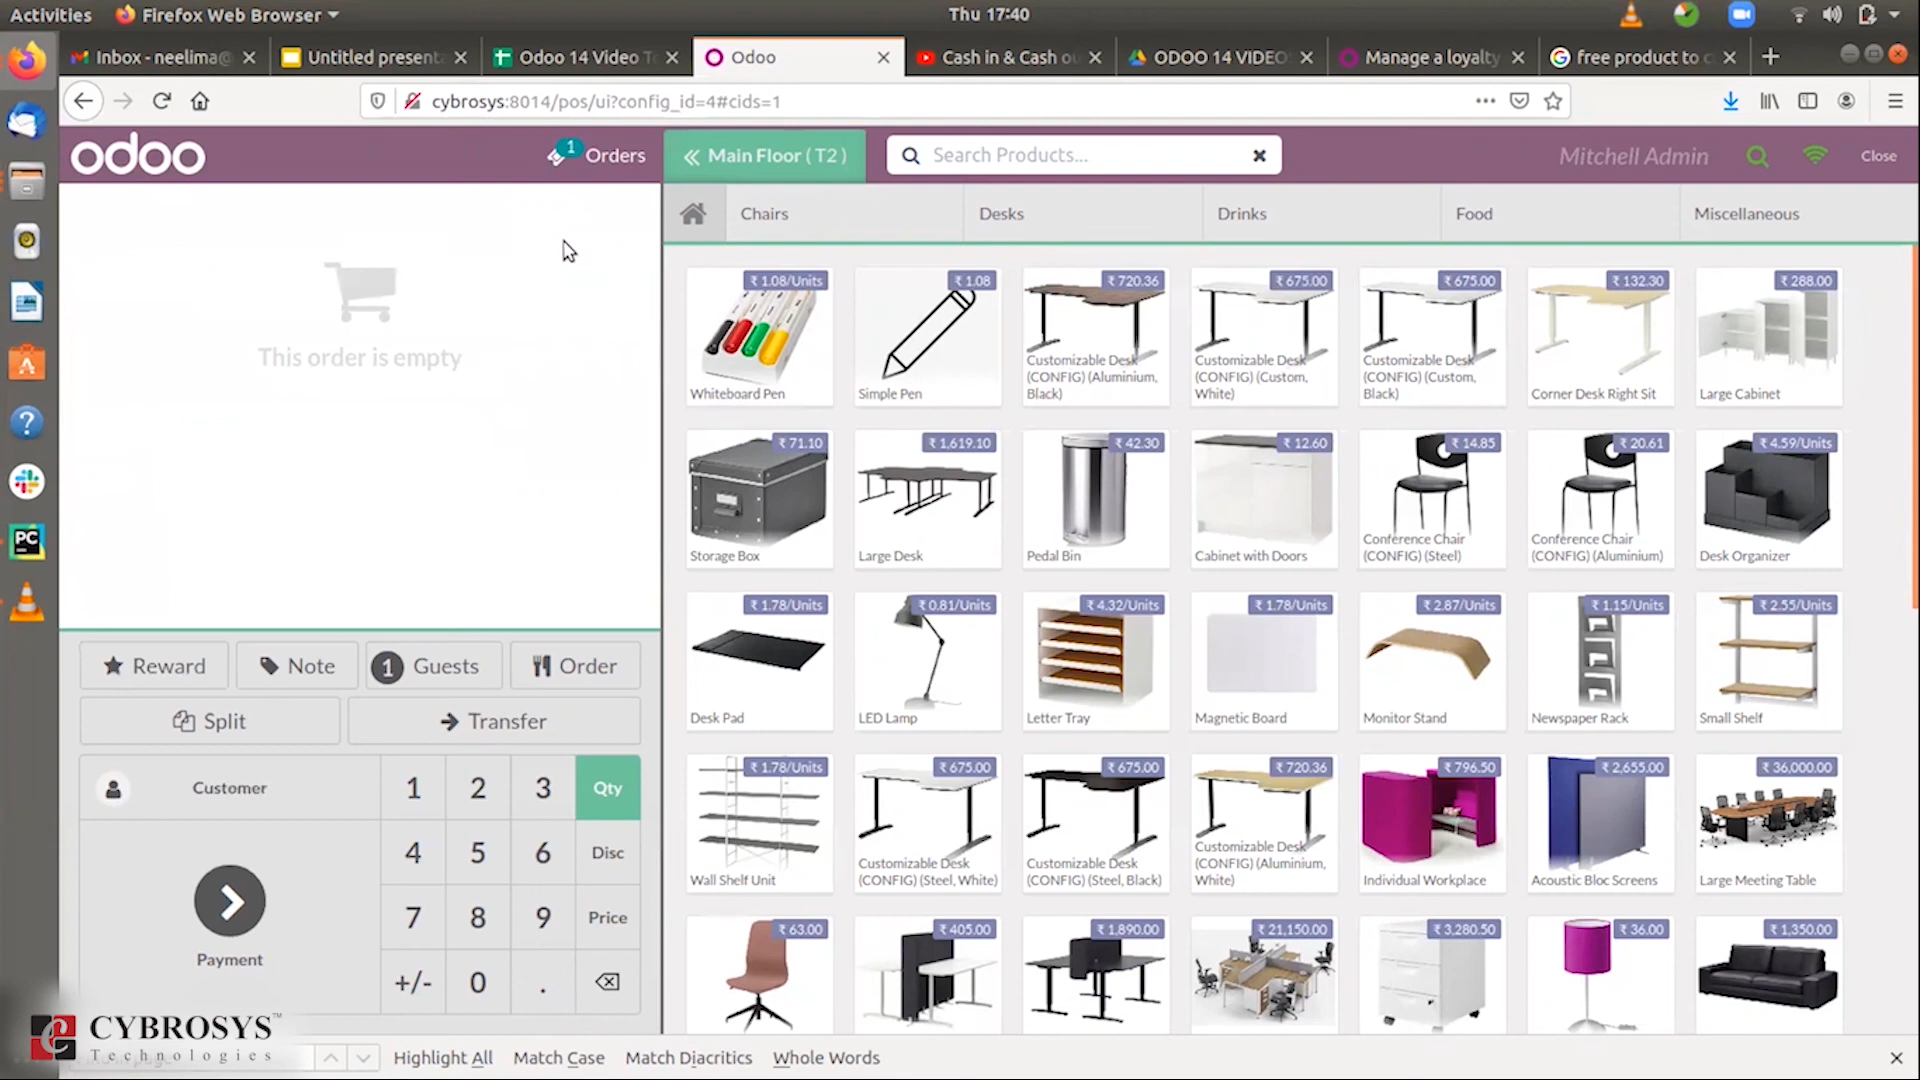 Activities
Firefox Web Browser
Thu 17:40
Inbox - neelima@
Untitled present
Odoo 14 Video T
Odoo
Cash in & Cash o
ODOO 14 VIDEO
Manage a loyalty
free product to c
cybrosys:8014/pos/ui?config_id=4#cids=1
odoo
1
Orders
Main Floor ( T2 )
Search Products...
Mitchell Admin
Close
Chairs
Desks
Drinks
Food
Miscellaneous
This order is empty
₹ 1.08/Units
Whiteboard Pen
₹ 1.08
Simple Pen
₹ 720.36
Customizable Desk
(CONFIG) (Aluminium,
Black)
₹ 675.00
Customizable Desk
(CONFIG) (Custom,
White)
₹ 675.00
Customizable Desk
(CONFIG) (Custom,
Black)
₹ 132.30
Corner Desk Right Sit
₹ 288.00
Large Cabinet
₹ 71.10
Storage Box
₹ 1,619.10
Large Desk
₹ 42.30
Pedal Bin
₹ 12.60
Cabinet with Doors
₹ 14.85
Conference Chair
(CONFIG) (Steel)
₹ 20.61
Conference Chair
(CONFIG) (Aluminium)
₹ 4.59/Units
Desk Organizer
₹ 1.78/Units
Desk Pad
₹ 0.81/Units
LED Lamp
₹ 4.32/Units
Letter Tray
₹ 1.78/Units
Magnetic Board
₹ 2.87/Units
Monitor Stand
₹ 1.15/Units
Newspaper Rack
₹ 2.55/Units
Small Shelf
₹ 1.78/Units
Wall Shelf Unit
₹ 675.00
Customizable Desk
(CONFIG) (Steel, White)
₹ 675.00
Customizable Desk
(CONFIG) (Steel, Black)
₹ 720.36
Customizable Desk
(CONFIG) (Aluminium,
White)
₹ 796.50
Individual Workplace
₹ 2,655.00
Acoustic Bloc Screens
₹ 36,000.00
Large Meeting Table
₹ 63.00
₹ 405.00
₹ 1,890.00
₹ 21,150.00
₹ 3,280.50
₹ 36.00
₹ 1,350.00
Reward
Note
1 Guests
Order
Split
Transfer
Customer
1
2
3
Qty
4
5
6
Disc
7
8
9
Price
+/-
0
.
Payment
CYBROSYS™
Technologies
Highlight All
Match Case
Match Diacritics
Whole Words
PC